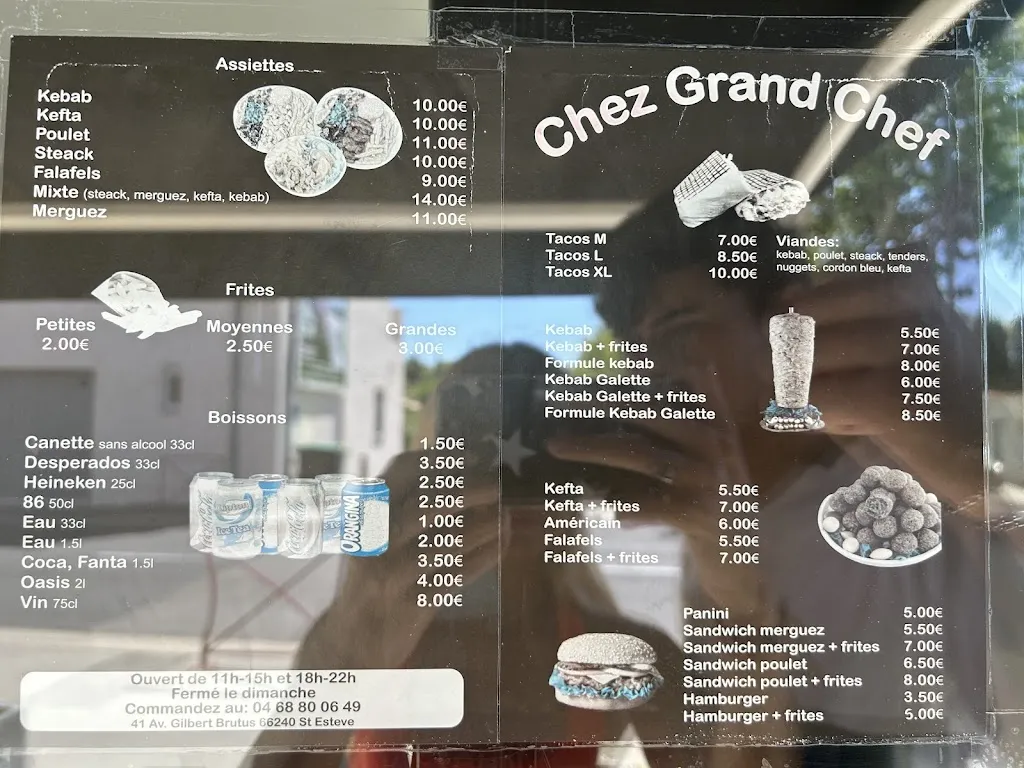 Assiettes
Kebab 10.00€
Kefta 10.00€
Poulet 11.00€
Steack 10.00€
Falafels 9.00€
Mixte (steack, merguez, kefta, kebab) 14.00€
Merguez 11.00€
Frites
Petites Moyennes Grandes
2.00€ 2.50€ 3.00€
Boissons
Canette sans alcool 33cl 1.50€
Desperados 33cl 3.50€
Heineken 25cl 2.50€
86 50cl 2.50€
Eau 33cl 1.00€
Eau 1.5l 2.00€
Coca, Fanta 1.5l 3.50€
Oasis 2l 4.00€
Vin 75cl 8.00€
ORANGINA
Ouvert de 11h-15h et 18h-22h
Fermé le dimanche
Commandez au: 04 68 80 06 49
41 Av. Gilbert Brutus 66240 St Esteve
Chez Grand Chef
Tacos M 7.00€
Tacos L 8.50€
Tacos XL 10.00€
Viandes:
kebab, poulet, steack, tenders,
nuggets, cordon bleu, kefta
Kebab 5.50€
Kebab + frites 7.00€
Formule kebab 8.00€
Kebab Galette 6.00€
Kebab Galette + frites 7.50€
Formule Kebab Galette 8.50€
Kefta 5.50€
Kefta + frites 7.00€
Américain 6.00€
Falafels 5.50€
Falafels + frites 7.00€
Panini 5.00€
Sandwich merguez 5.50€
Sandwich merguez + frites 7.00€
Sandwich poulet 6.50€
Sandwich poulet + frites 8.00€
Hamburger 3.50€
Hamburger + frites 5.00€